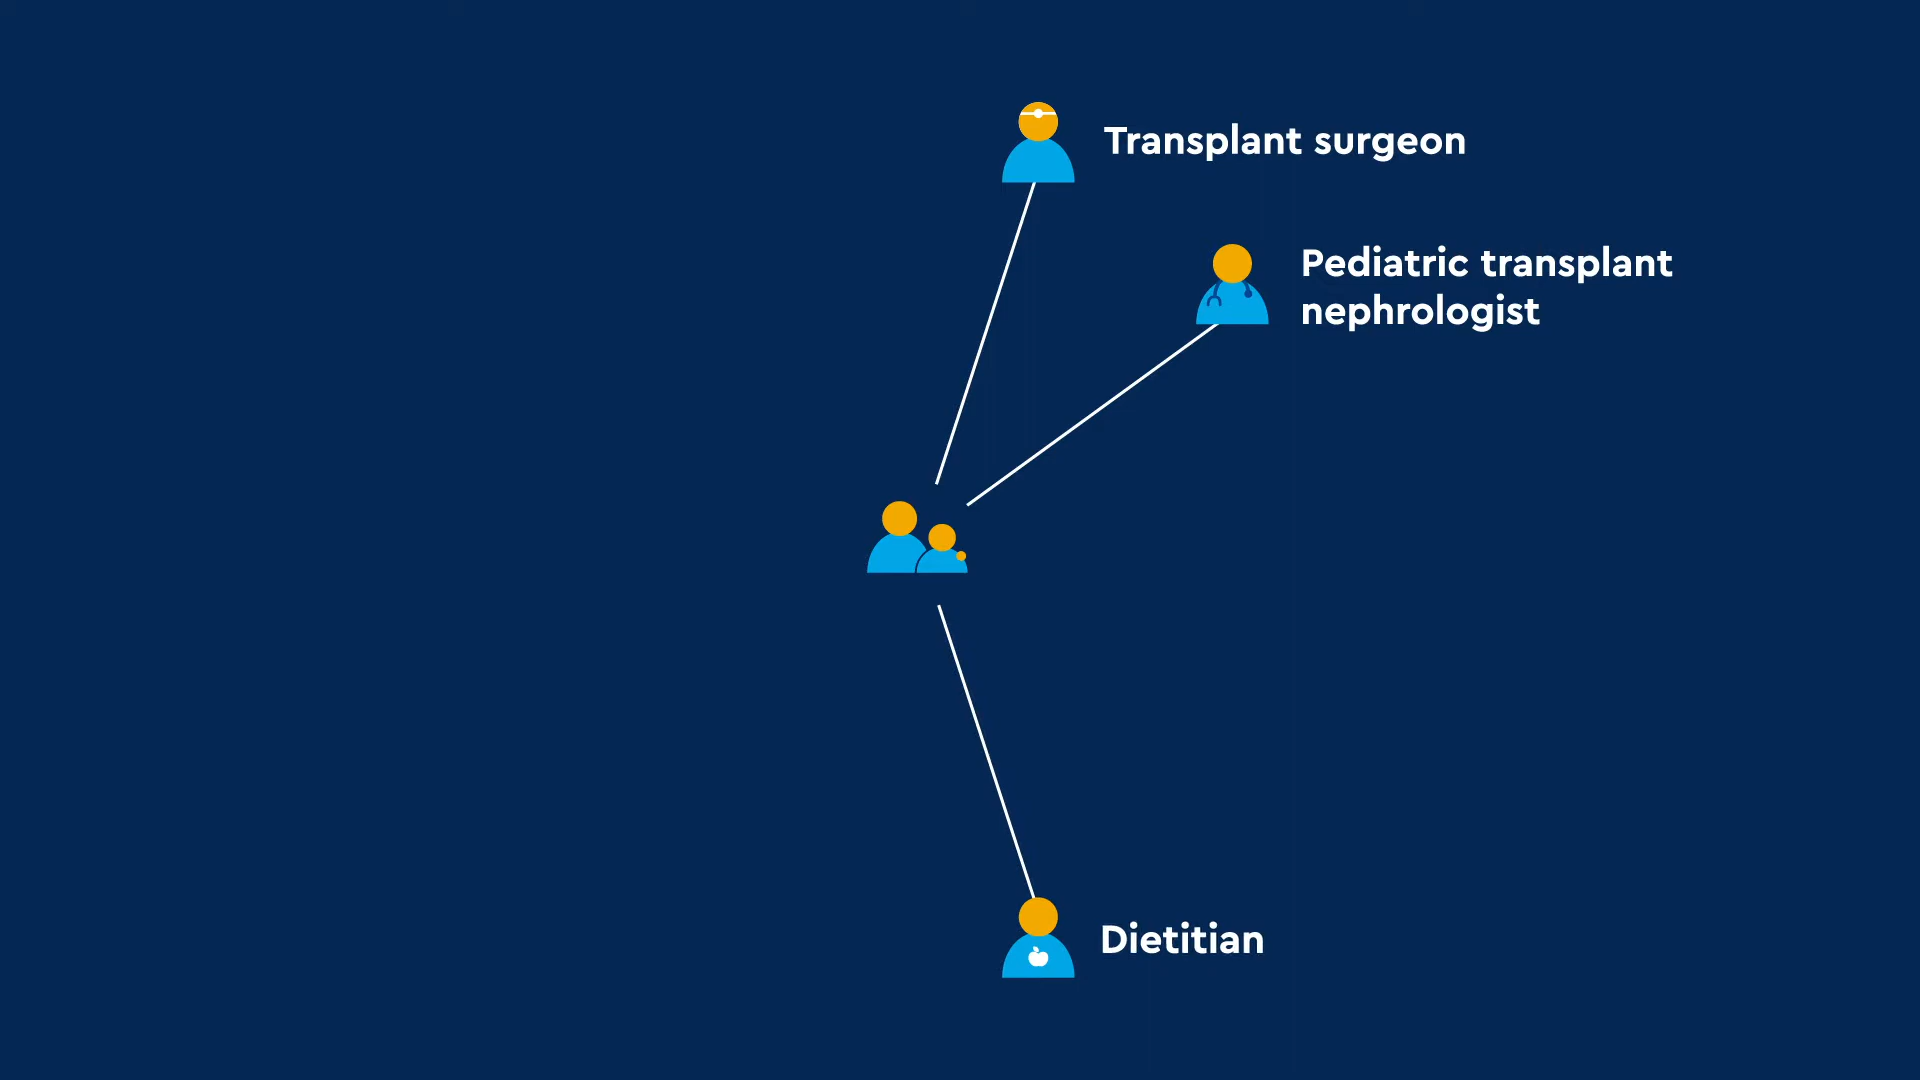 Transplant surgeon
Pediatric transplant
nephrologist
Dietitian